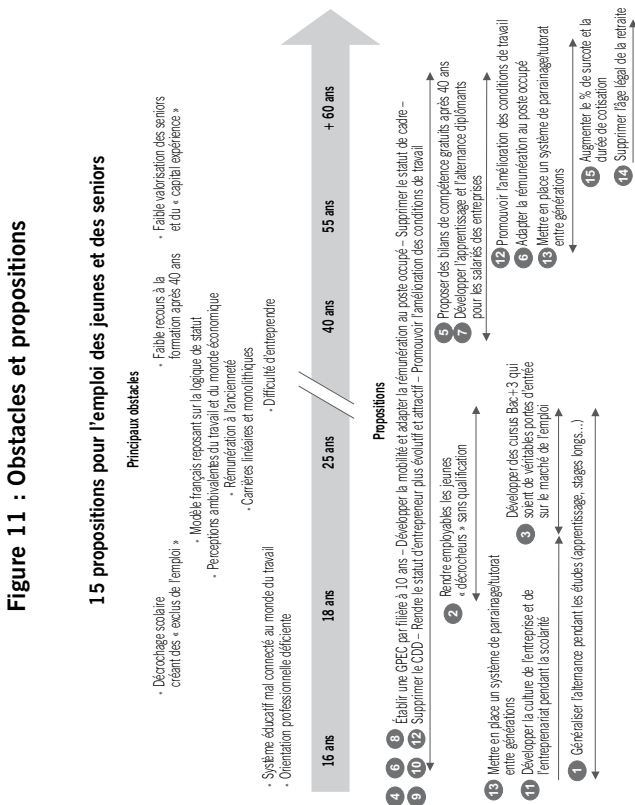 Figure 11 : Obstacles et propositions
15 propositions pour l'emploi des jeunes et des seniors
Principaux obstacles
• Décrochage scolaire
créant des « exclus de l'emploi »
• Faible recours à la
formation après 40 ans
• Faible valorisation des seniors
et du « capital expérience »
• Modèle français reposant sur la logique de statut
• Perceptions ambivalentes du travail et du monde économique
• Rémunération à l'ancienneté
• Carrières linéaires et monolithiques
• Système éducatif mal connecté au monde du travail
• Orientation professionnelle déficiente
• Difficulté d'entreprendre
16 ans 18 ans 25 ans 40 ans 55 ans + 60 ans
Propositions
4 6 8 Établir une GPEC par filière à 10 ans – Développer la mobilité et adapter la rémunération au poste occupé – Supprimer le statut de cadre –
9 10 12 Supprimer le CDD – Rendre le statut d'entrepreneur plus évolutif et attractif – Promouvoir l'amélioration des conditions de travail
2 Rendre employables les jeunes
« décrocheurs » sans qualification
5 Proposer des bilans de compétence gratuits après 40 ans
7 Développer l'apprentissage et l'alternance diplômants
pour les salariés des entreprises
13 Mettre en place un système de parrainage/tutorat
entre générations
11 Développer la culture de l'entreprise et de
l'entreprenariat pendant la scolarité
3 Développer des cursus Bac+3 qui
soient de véritables portes d'entrée
sur le marché de l'emploi
12 Promouvoir l'amélioration des conditions de travail
6 Adapter la rémunération au poste occupé
13 Mettre en place un système de parrainage/tutorat
entre générations
1 Généraliser l'alternance pendant les études (apprentissage, stages longs...)
15 Augmenter le % de surcote et la
durée de cotisation
14 Supprimer l'âge légal de la retraite